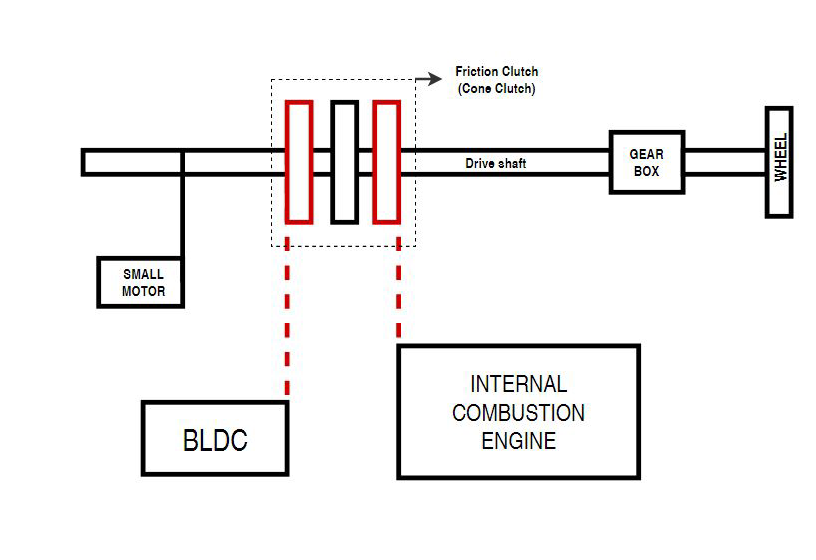 Friction Clutch
(Cone Clutch)
Drive shaft
GEAR
BOX
WHEEL
SMALL
MOTOR
BLDC
INTERNAL
COMBUSTION
ENGINE